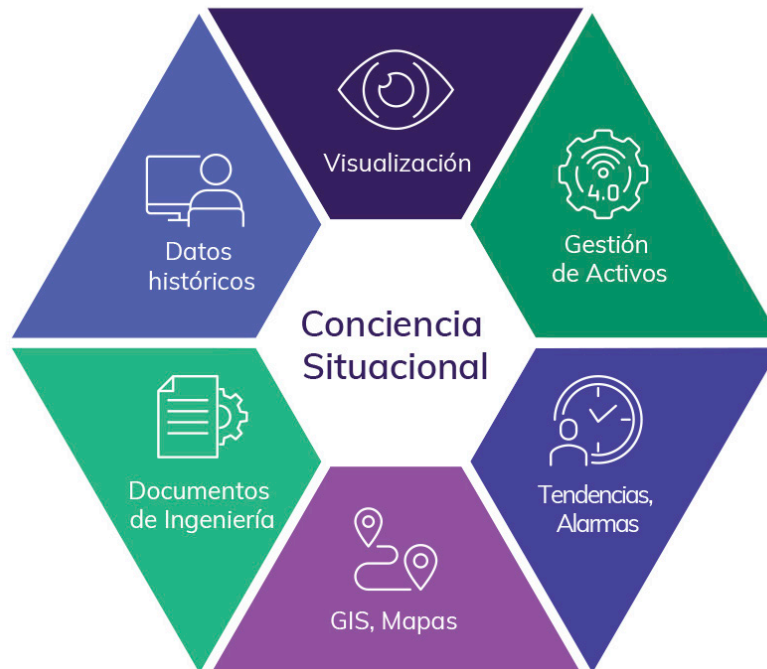 Visualización
4.0
Gestión
de Activos
Datos
históricos
Conciencia
Situacional
Documentos
de Ingeniería
Tendencias,
Alarmas
GIS, Mapas